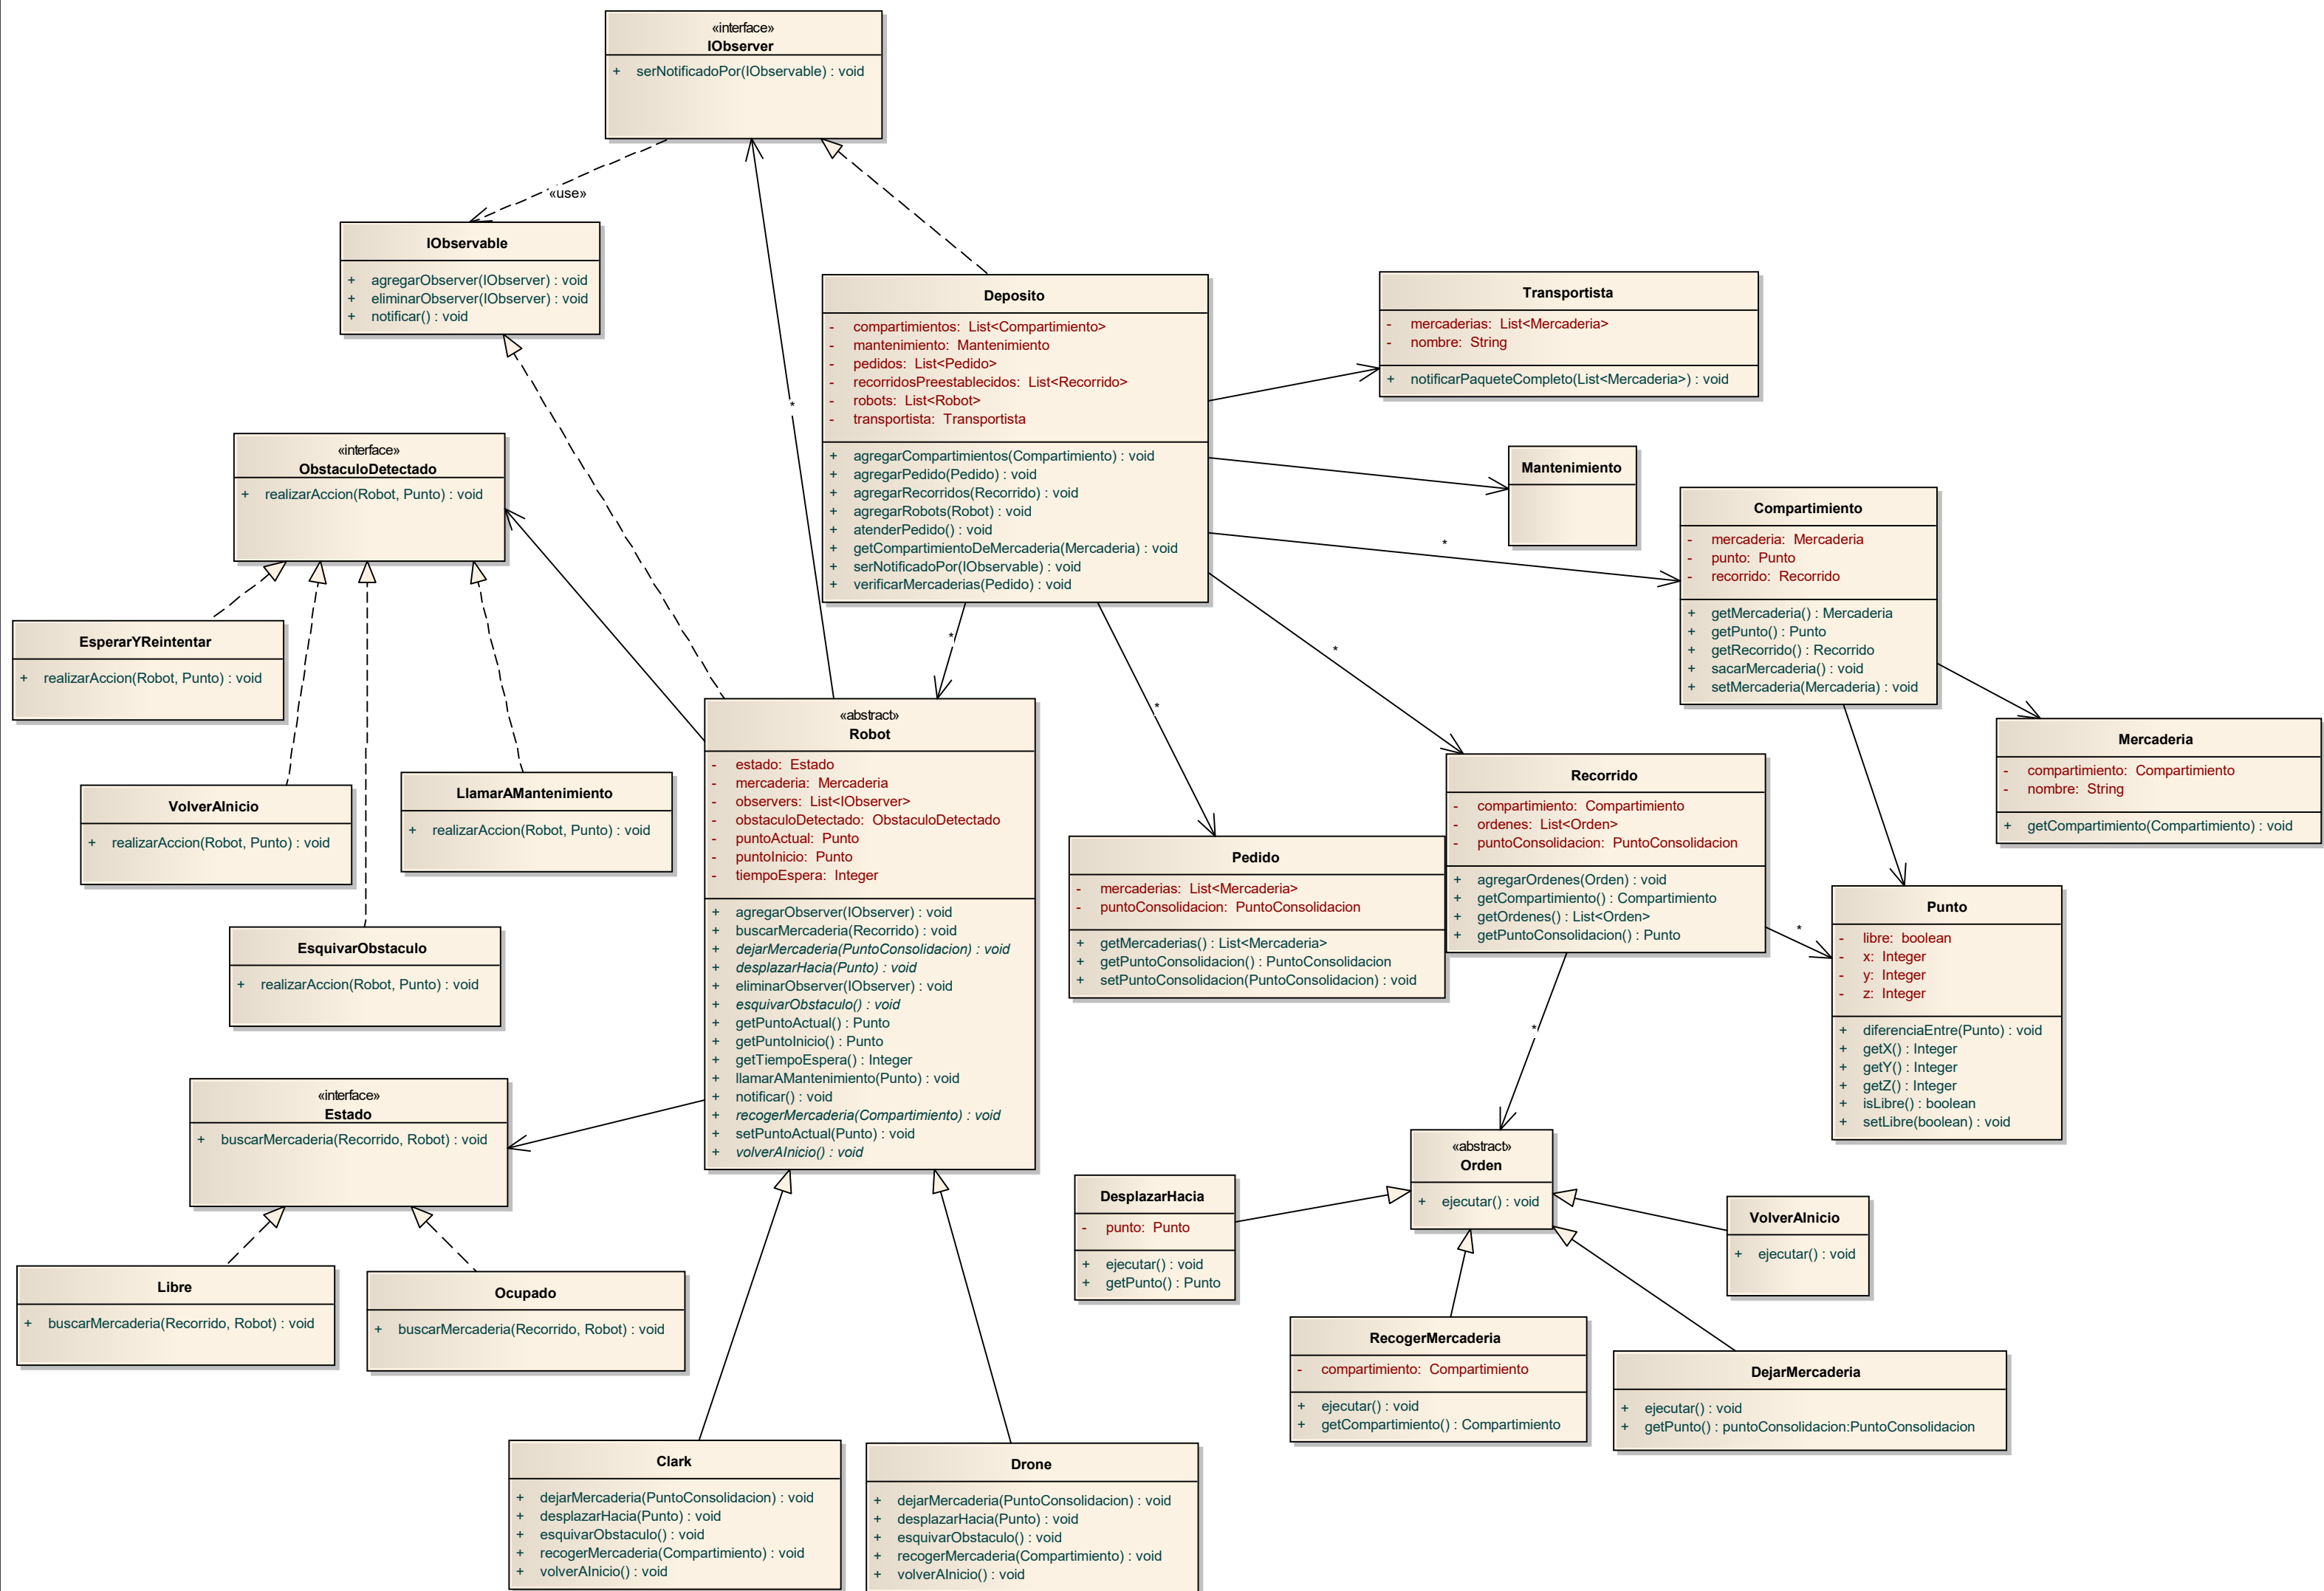 «interface»
IObserver
+ serNotificadoPor(IObservable) : void
«use»
IObservable
+ agregarObserver(IObserver) : void
+ eliminarObserver(IObserver) : void
+ notificar() : void
Deposito
- compartimientos: List<Compartimiento>
- mantenimiento: Mantenimiento
- pedidos: List<Pedido>
- recorridosPreestablecidos: List<Recorrido>
- robots: List<Robot>
- transportista: Transportista
+ agregarCompartimientos(Compartimiento) : void
+ agregarPedido(Pedido) : void
+ agregarRecorridos(Recorrido) : void
+ agregarRobots(Robot) : void
+ atenderPedido() : void
+ getCompartimientoDeMercaderia(Mercaderia) : void
+ serNotificadoPor(IObservable) : void
+ verificarMercaderias(Pedido) : void
Transportista
- mercaderias: List<Mercaderia>
- nombre: String
+ notificarPaqueteCompleto(List<Mercaderia>) : void
*
«interface»
ObstaculoDetectado
+ realizarAccion(Robot, Punto) : void
Mantenimiento
*
Compartimiento
- mercaderia: Mercaderia
- punto: Punto
- recorrido: Recorrido
+ getMercaderia() : Mercaderia
+ getPunto() : Punto
+ getRecorrido() : Recorrido
+ sacarMercaderia() : void
+ setMercaderia(Mercaderia) : void
EsperarYReintentar
+ realizarAccion(Robot, Punto) : void
*
*
*
VolverAInicio
+ realizarAccion(Robot, Punto) : void
LlamarAMantenimiento
+ realizarAccion(Robot, Punto) : void
EsquivarObstaculo
+ realizarAccion(Robot, Punto) : void
«abstract»
Robot
- estado: Estado
- mercaderia: Mercaderia
- observers: List<IObserver>
- obstaculoDetectado: ObstaculoDetectado
- puntoActual: Punto
- puntoInicio: Punto
- tiempoEspera: Integer
+ agregarObserver(IObserver) : void
+ buscarMercaderia(Recorrido) : void
+ dejarMercaderia(PuntoConsolidacion) : void
+ desplazarHacia(Punto) : void
+ eliminarObserver(IObserver) : void
+ esquivarObstaculo() : void
+ getPuntoActual() : Punto
+ getPuntoInicio() : Punto
+ getTiempoEspera() : Integer
+ llamarAMantenimiento(Punto) : void
+ notificar() : void
+ recogerMercaderia(Compartimiento) : void
+ setPuntoActual(Punto) : void
+ volverAInicio() : void
Pedido
- mercaderias: List<Mercaderia>
- puntoConsolidacion: PuntoConsolidacion
+ getMercaderias() : List<Mercaderia>
+ getPuntoConsolidacion() : PuntoConsolidacion
+ setPuntoConsolidacion(PuntoConsolidacion) : void
Recorrido
- compartimiento: Compartimiento
- ordenes: List<Orden>
- puntoConsolidacion: PuntoConsolidacion
+ agregarOrdenes(Orden) : void
+ getCompartimiento() : Compartimiento
+ getOrdenes() : List<Orden>
+ getPuntoConsolidacion() : Punto
Mercaderia
- compartimiento: Compartimiento
- nombre: String
+ getCompartimiento(Compartimiento) : void
*
Punto
- libre: boolean
- x: Integer
- y: Integer
- z: Integer
+ diferenciaEntre(Punto) : void
+ getX() : Integer
+ getY() : Integer
+ getZ() : Integer
+ isLibre() : boolean
+ setLibre(boolean) : void
*
«interface»
Estado
+ buscarMercaderia(Recorrido, Robot) : void
Libre
+ buscarMercaderia(Recorrido, Robot) : void
Ocupado
+ buscarMercaderia(Recorrido, Robot) : void
«abstract»
Orden
+ ejecutar() : void
DesplazarHacia
- punto: Punto
+ ejecutar() : void
+ getPunto() : Punto
VolverAInicio
+ ejecutar() : void
RecogerMercaderia
- compartimiento: Compartimiento
+ ejecutar() : void
+ getCompartimiento() : Compartimiento
DejarMercaderia
+ ejecutar() : void
+ getPunto() : puntoConsolidacion:PuntoConsolidacion
Clark
+ dejarMercaderia(PuntoConsolidacion) : void
+ desplazarHacia(Punto) : void
+ esquivarObstaculo() : void
+ recogerMercaderia(Compartimiento) : void
+ volverAInicio() : void
Drone
+ dejarMercaderia(PuntoConsolidacion) : void
+ desplazarHacia(Punto) : void
+ esquivarObstaculo() : void
+ recogerMercaderia(Compartimiento) : void
+ volverAInicio() : void